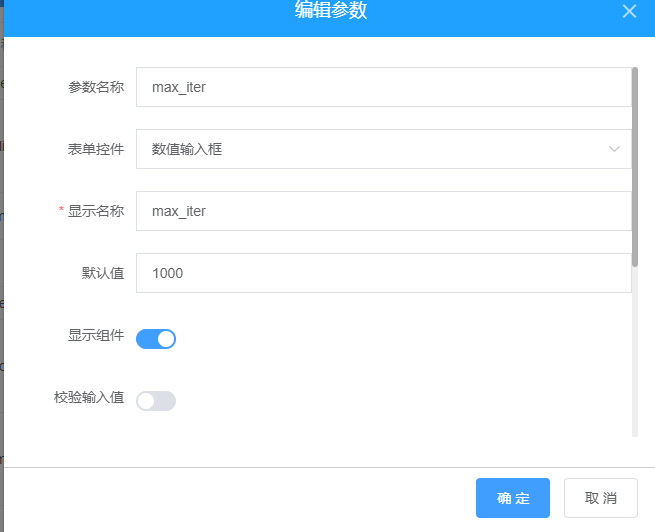 编辑参数
参数名称 max_iter
表单控件 数值输入框
* 显示名称 max_iter
默认值 1000
显示组件
校验输入值
确 定 取 消